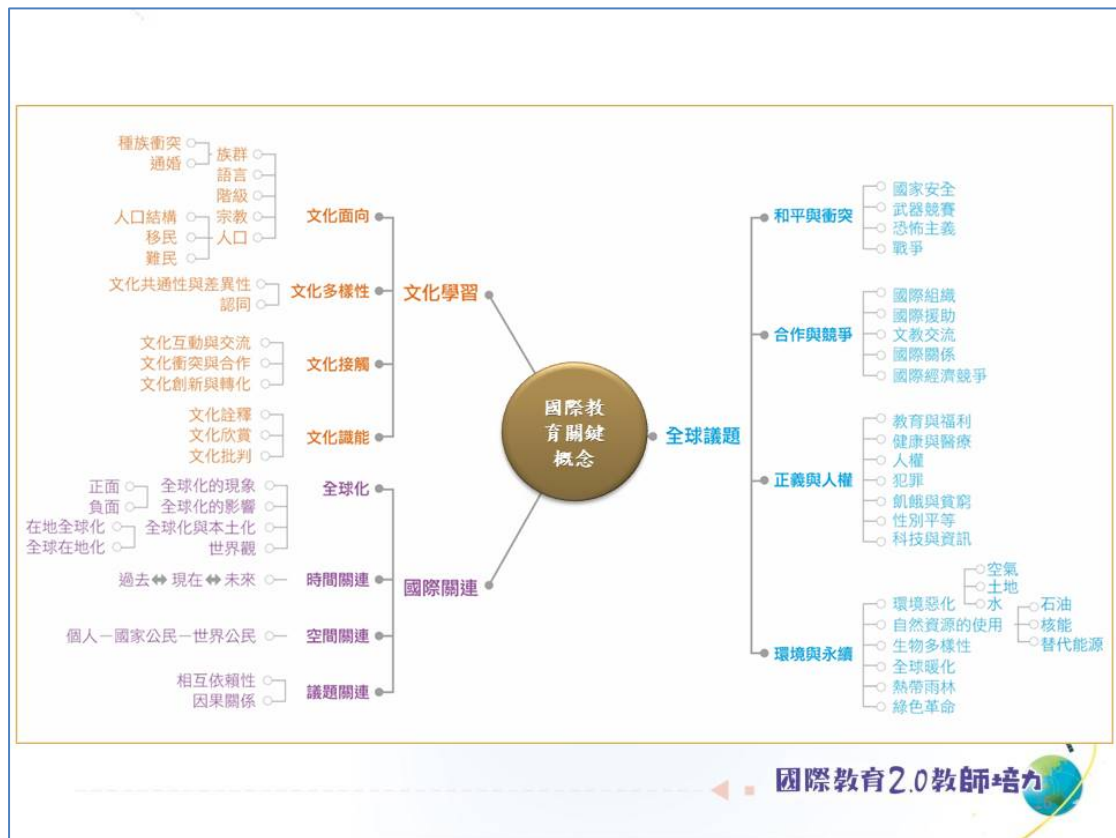 國際教
育關鍵
概念
文化學習
文化面向
族群
種族衝突
通婚
語言
階級
宗教
人口
人口結構
移民
難民
文化多樣性
文化共通性與差異性
認同
文化接觸
文化互動與交流
文化衝突與合作
文化創新與轉化
文化識能
文化詮釋
文化欣賞
文化批判
國際關連
全球化
全球化的現象
全球化的影響
正面
負面
全球化與本土化
在地全球化
全球在地化
世界觀
時間關連
過去⬌現在⬌未來
空間關連
個人－國家公民－世界公民
議題關連
相互依賴性
因果關係
全球議題
和平與衝突
國家安全
武器競賽
恐怖主義
戰爭
合作與競爭
國際組織
國際援助
文教交流
國際關係
國際經濟競爭
正義與人權
教育與福利
健康與醫療
人權
犯罪
飢餓與貧窮
性別平等
科技與資訊
環境與永續
環境惡化
空氣
土地
水
自然資源的使用
石油
核能
替代能源
生物多樣性
全球暖化
熱帶雨林
綠色革命
國際教育2.0教師培力